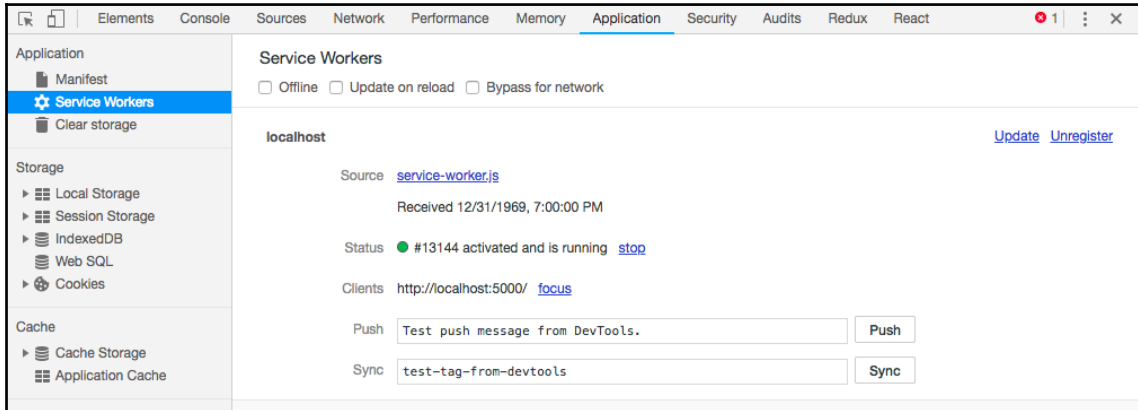 Elements Console Sources Network Performance Memory Application Security Audits Redux React 1
Application
Manifest
Service Workers
Clear storage
Storage
Local Storage
Session Storage
IndexedDB
Web SQL
Cookies
Cache
Cache Storage
Application Cache
Service Workers
Offline Update on reload Bypass for network
localhost Update Unregister
Source service-worker.js
Received 12/31/1969, 7:00:00 PM
Status #13144 activated and is running stop
Clients http://localhost:5000/ focus
Push Test push message from DevTools. Push
Sync test-tag-from-devtools Sync